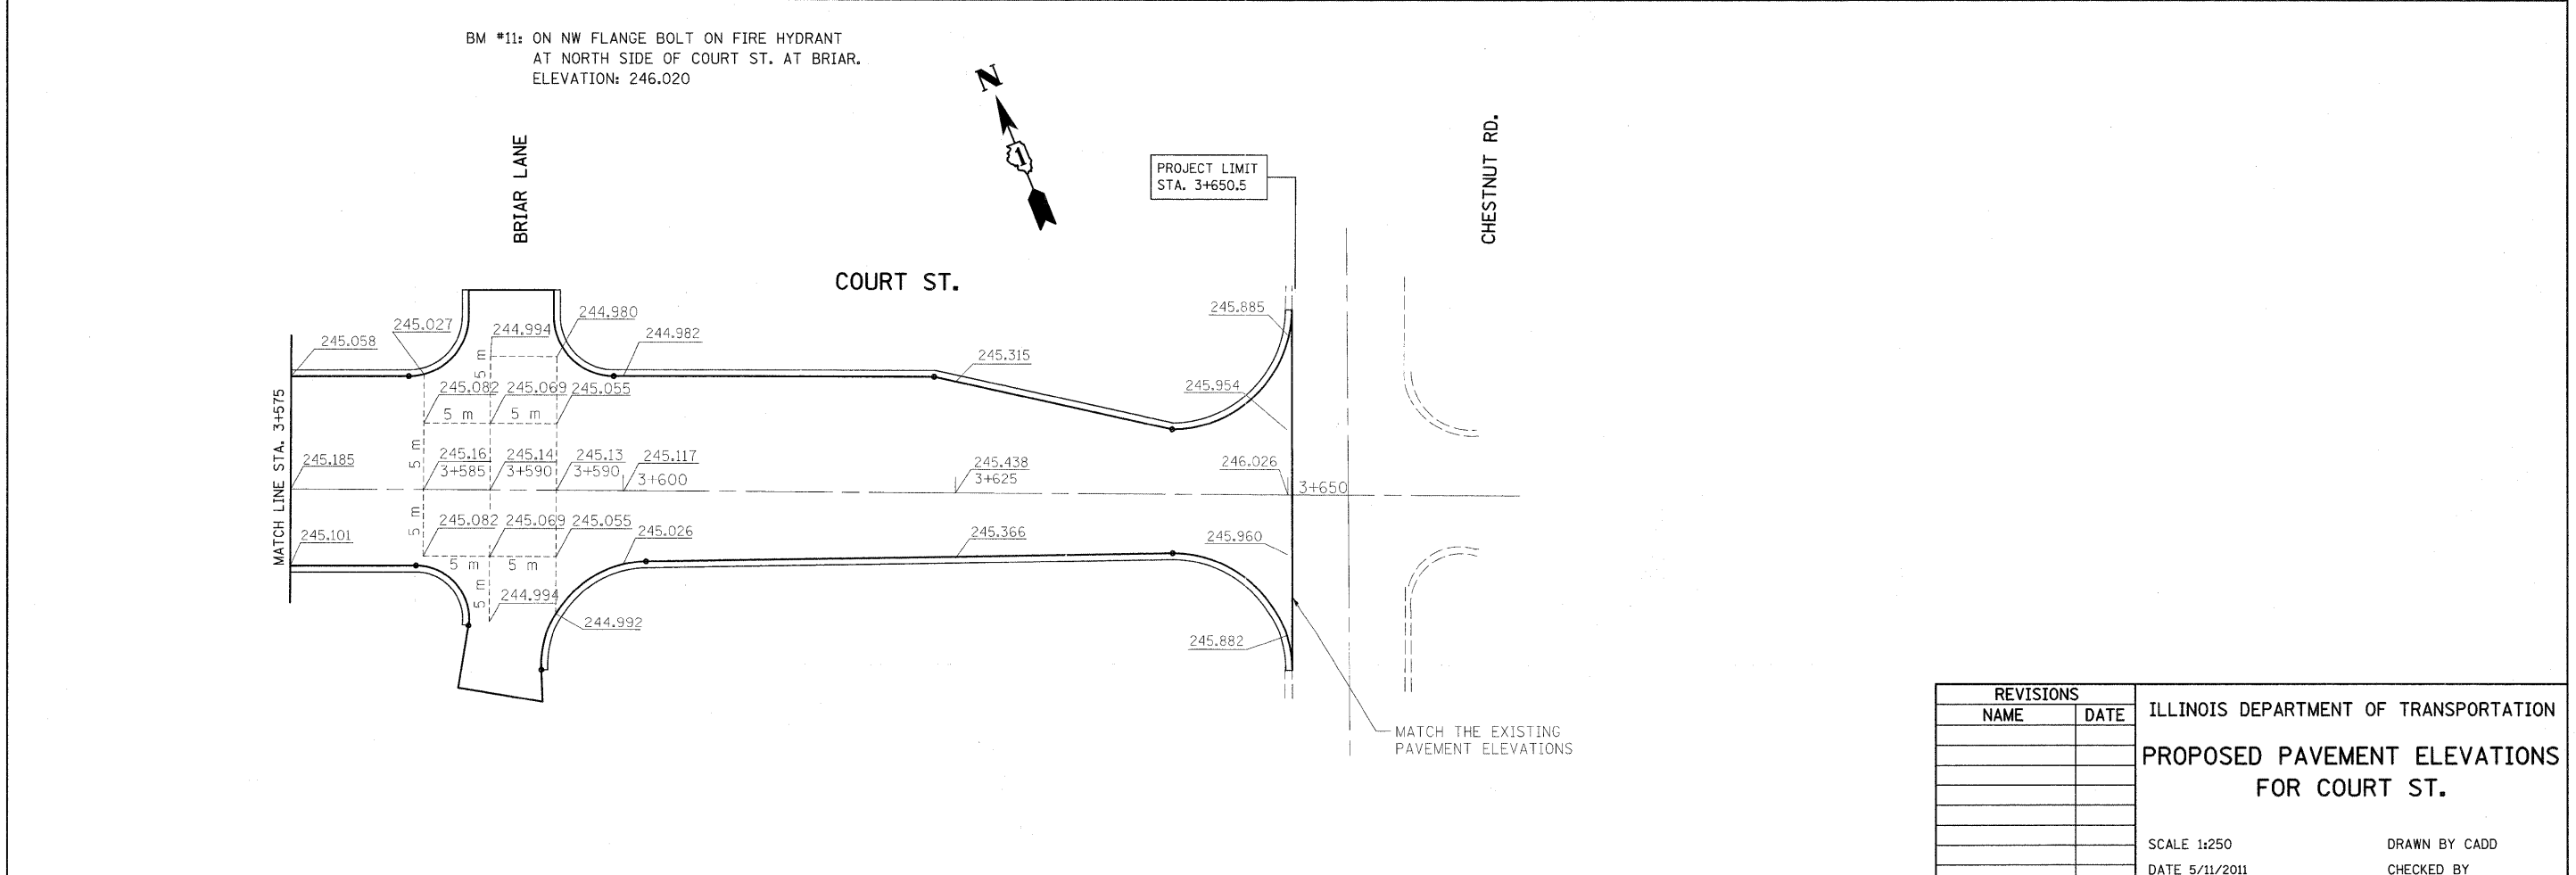 BM #11: ON NW FLANGE BOLT ON FIRE HYDRANT
AT NORTH SIDE OF COURT ST. AT BRIAR.
ELEVATION: 246.020
N
1
BRIAR LANE
COURT ST.
PROJECT LIMIT
STA. 3+650.5
CHESTNUT RD.
MATCH LINE STA. 3+575
245.058
245.027
244.994
244.980
244.982
245.315
245.885
245.954
5 m
245.082
245.069
245.055
5 m
5 m
5 m
245.185
245.16
3+585
245.14
3+590
245.13
3+590
245.117
3+600
245.438
3+625
246.026
3+650
5 m
245.101
245.082
245.069
245.055
245.026
245.366
245.960
5 m
5 m
5 m
244.994
244.992
245.882
MATCH THE EXISTING
PAVEMENT ELEVATIONS
REVISIONS
NAME
DATE
ILLINOIS DEPARTMENT OF TRANSPORTATION
PROPOSED PAVEMENT ELEVATIONS
FOR COURT ST.
SCALE 1:250
DRAWN BY CADD
DATE 5/11/2011
CHECKED BY